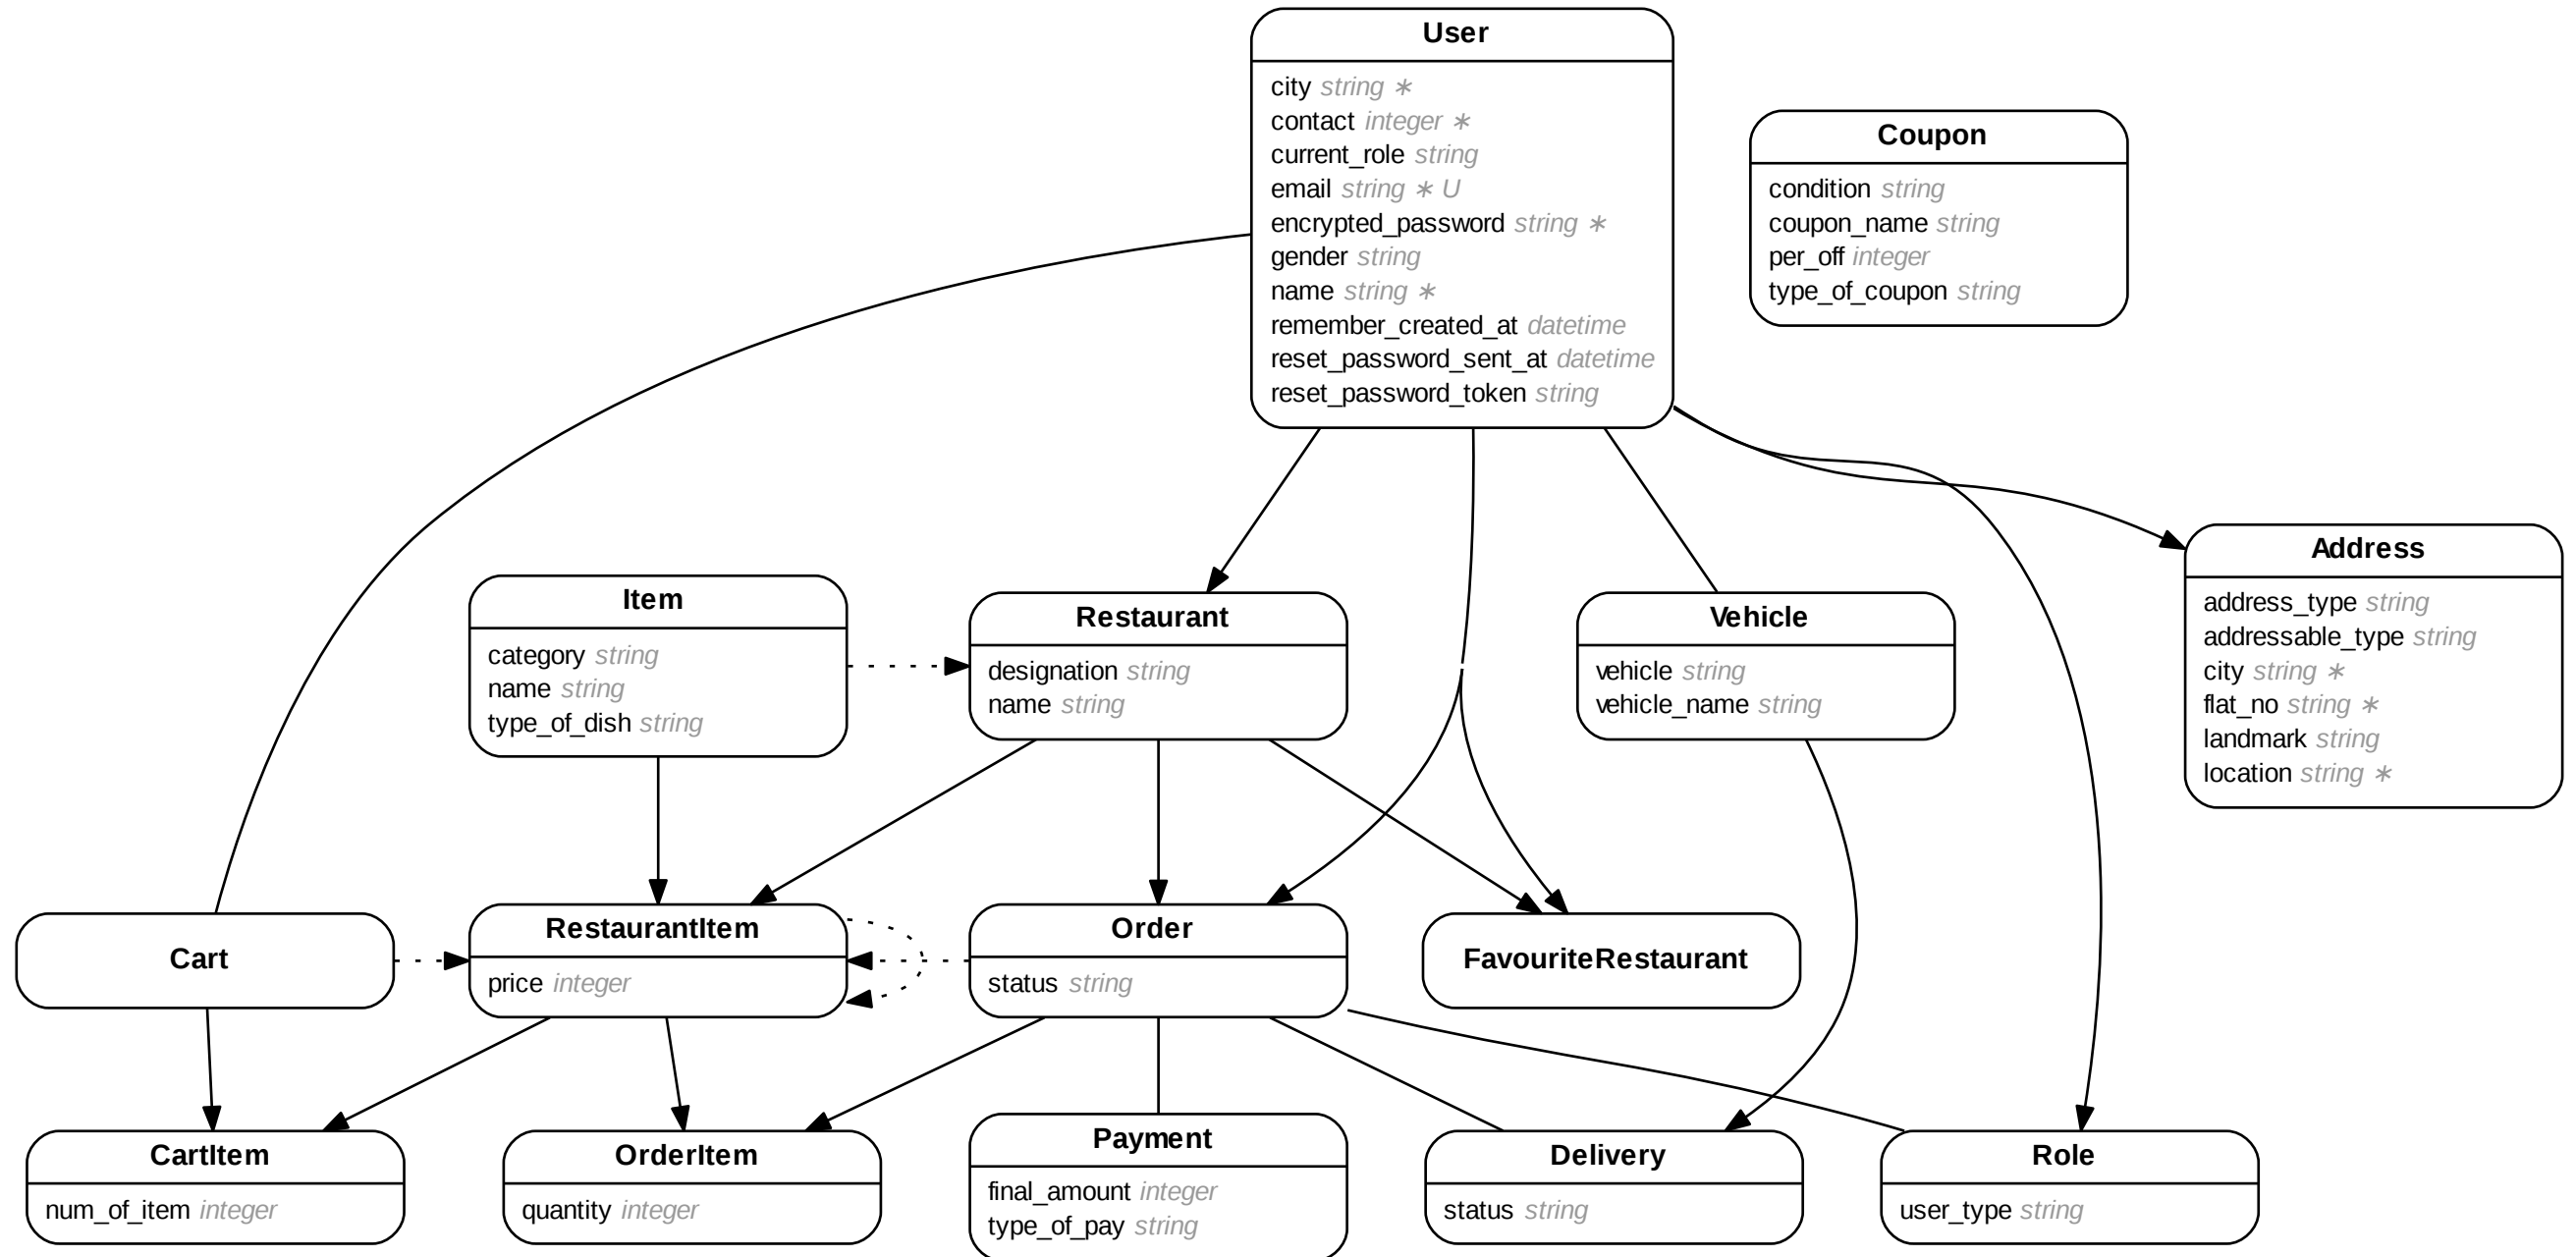 User
city string ∗
contact integer ∗
current_role string
email string ∗ U
encrypted_password string ∗
gender string
name string ∗
remember_created_at datetime
reset_password_sent_at datetime
reset_password_token string
Coupon
condition string
coupon_name string
per_off integer
type_of_coupon string
Address
address_type string
addressable_type string
city string ∗
flat_no string ∗
landmark string
location string ∗
Item
category string
name string
type_of_dish string
Restaurant
designation string
name string
Vehicle
vehicle string
vehicle_name string
Cart
RestaurantItem
price integer
Order
status string
FavouriteRestaurant
CartItem
num_of_item integer
OrderItem
quantity integer
Payment
final_amount integer
type_of_pay string
Delivery
status string
Role
user_type string